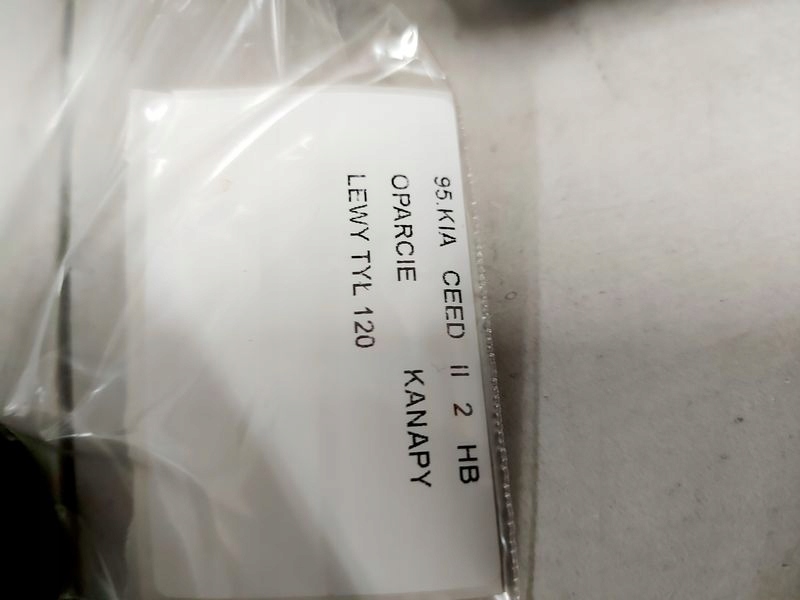 95.KIA CEED II 2 HB
OPARCIE KANAPY
LEWY TYŁ 120